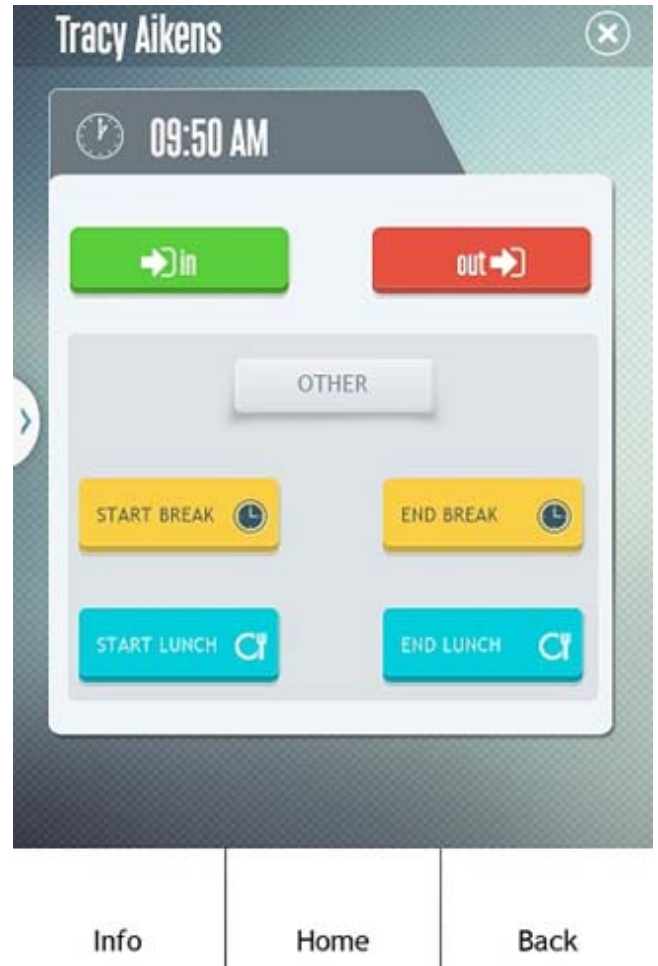 Tracy Aikens
09:50 AM
in
out
OTHER
START BREAK
END BREAK
START LUNCH
END LUNCH
Info
Home
Back